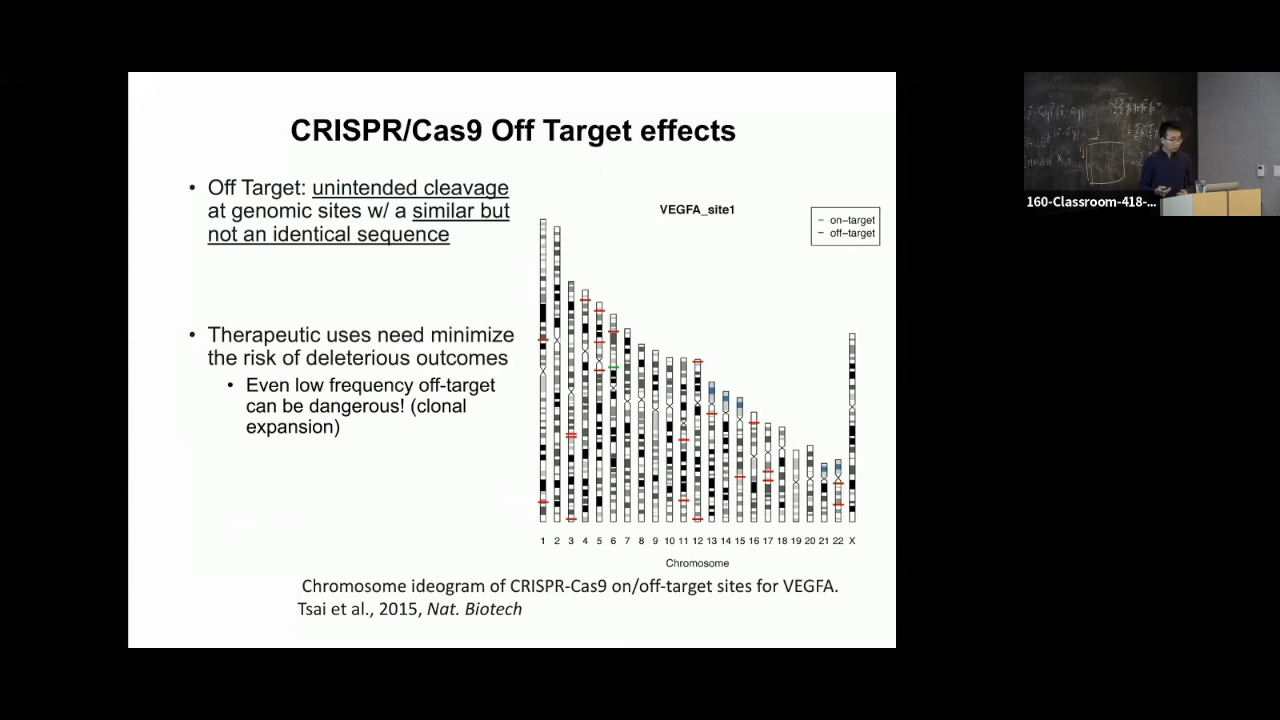 CRISPR/Cas9 Off Target effects
• Off Target: unintended cleavage
at genomic sites w/ a similar but
not an identical sequence
• Therapeutic uses need minimize
the risk of deleterious outcomes
• Even low frequency off-target
can be dangerous! (clonal
expansion)
VEGFA_site1
on-target
off-target
1 2 3 4 5 6 7 8 9 10 11 12 13 14 15 16 17 18 19 20 21 22 X
Chromosome
Chromosome ideogram of CRISPR-Cas9 on/off-target sites for VEGFA.
Tsai et al., 2015, Nat. Biotech
160-Classroom-418-...